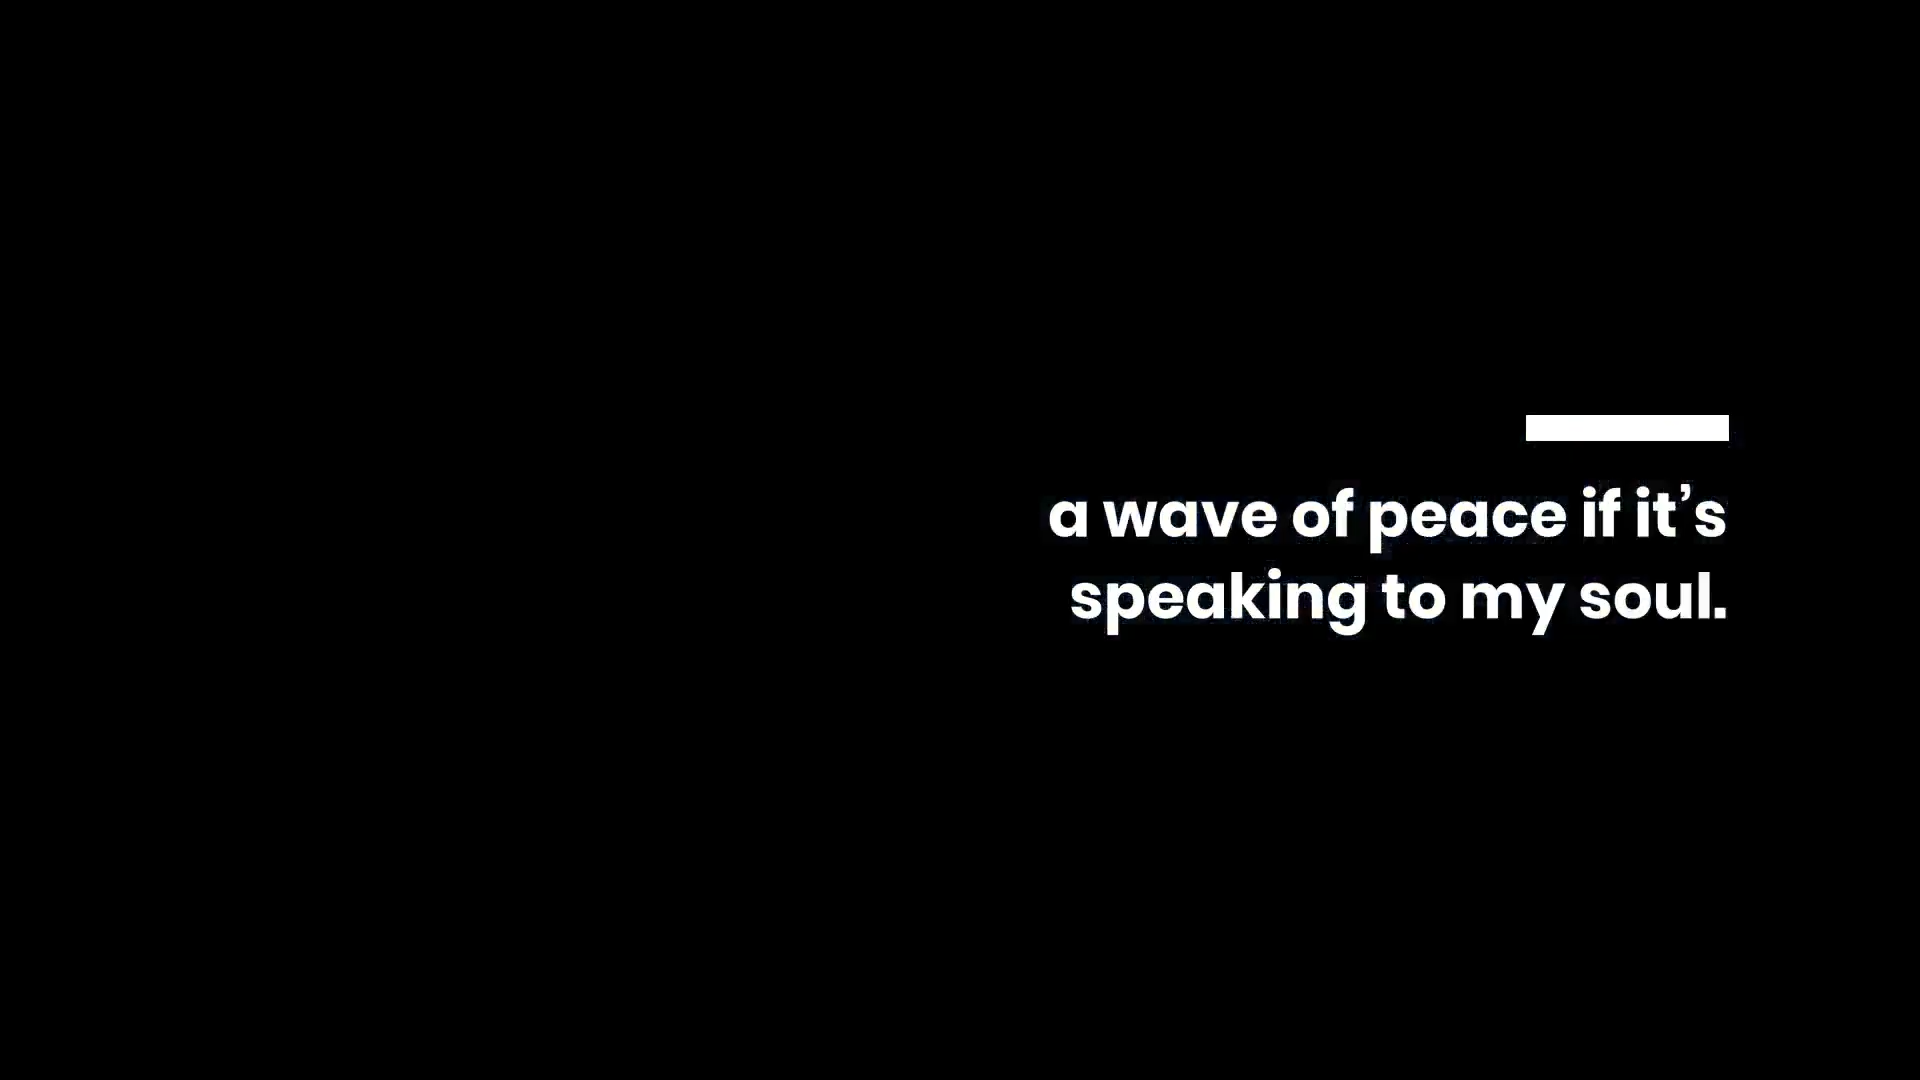 a wave of peace if it’s
speaking to my soul.